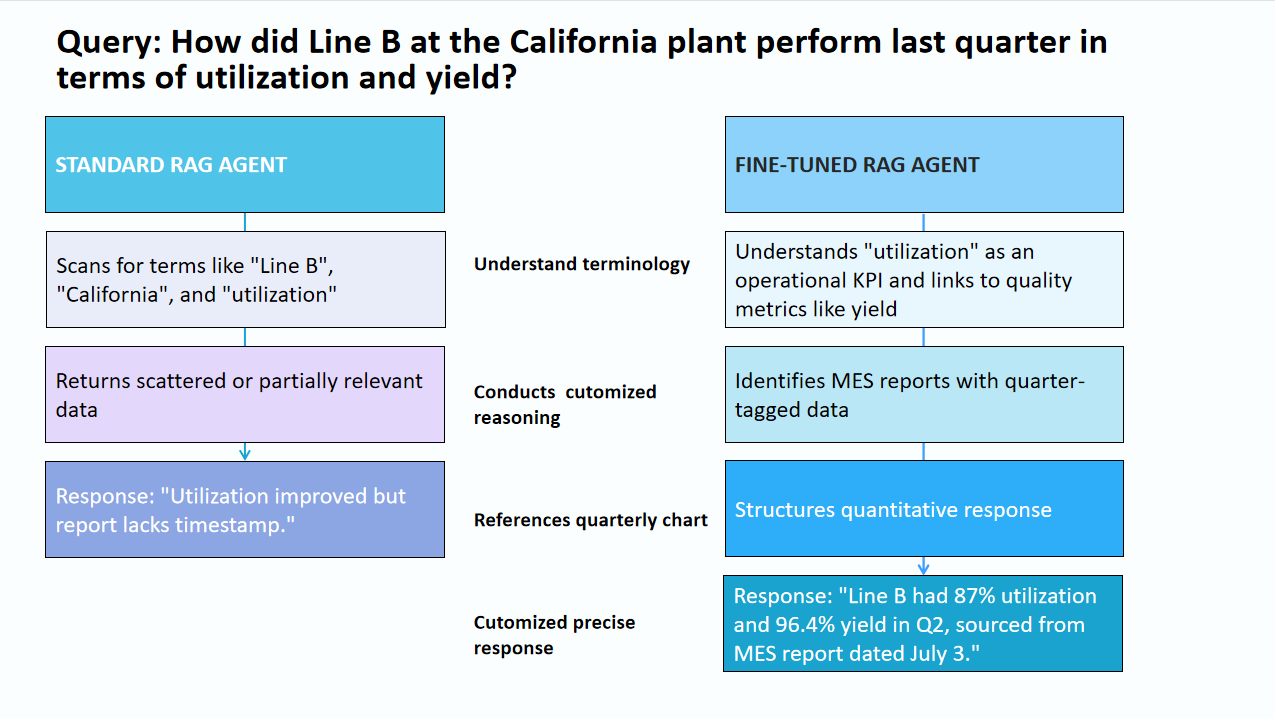 Query: How did Line B at the California plant perform last quarter in
terms of utilization and yield?
STANDARD RAG AGENT
Scans for terms like "Line B",
"California", and "utilization"
Returns scattered or partially relevant
data
Response: "Utilization improved but
report lacks timestamp."
Understand terminology
Conducts  cutomized
reasoning
References quarterly chart
Cutomized precise
response
FINE-TUNED RAG AGENT
Understands "utilization" as an
operational KPI and links to quality
metrics like yield
Identifies MES reports with quarter-
tagged data
Structures quantitative response
Response: "Line B had 87% utilization
and 96.4% yield in Q2, sourced from
MES report dated July 3."